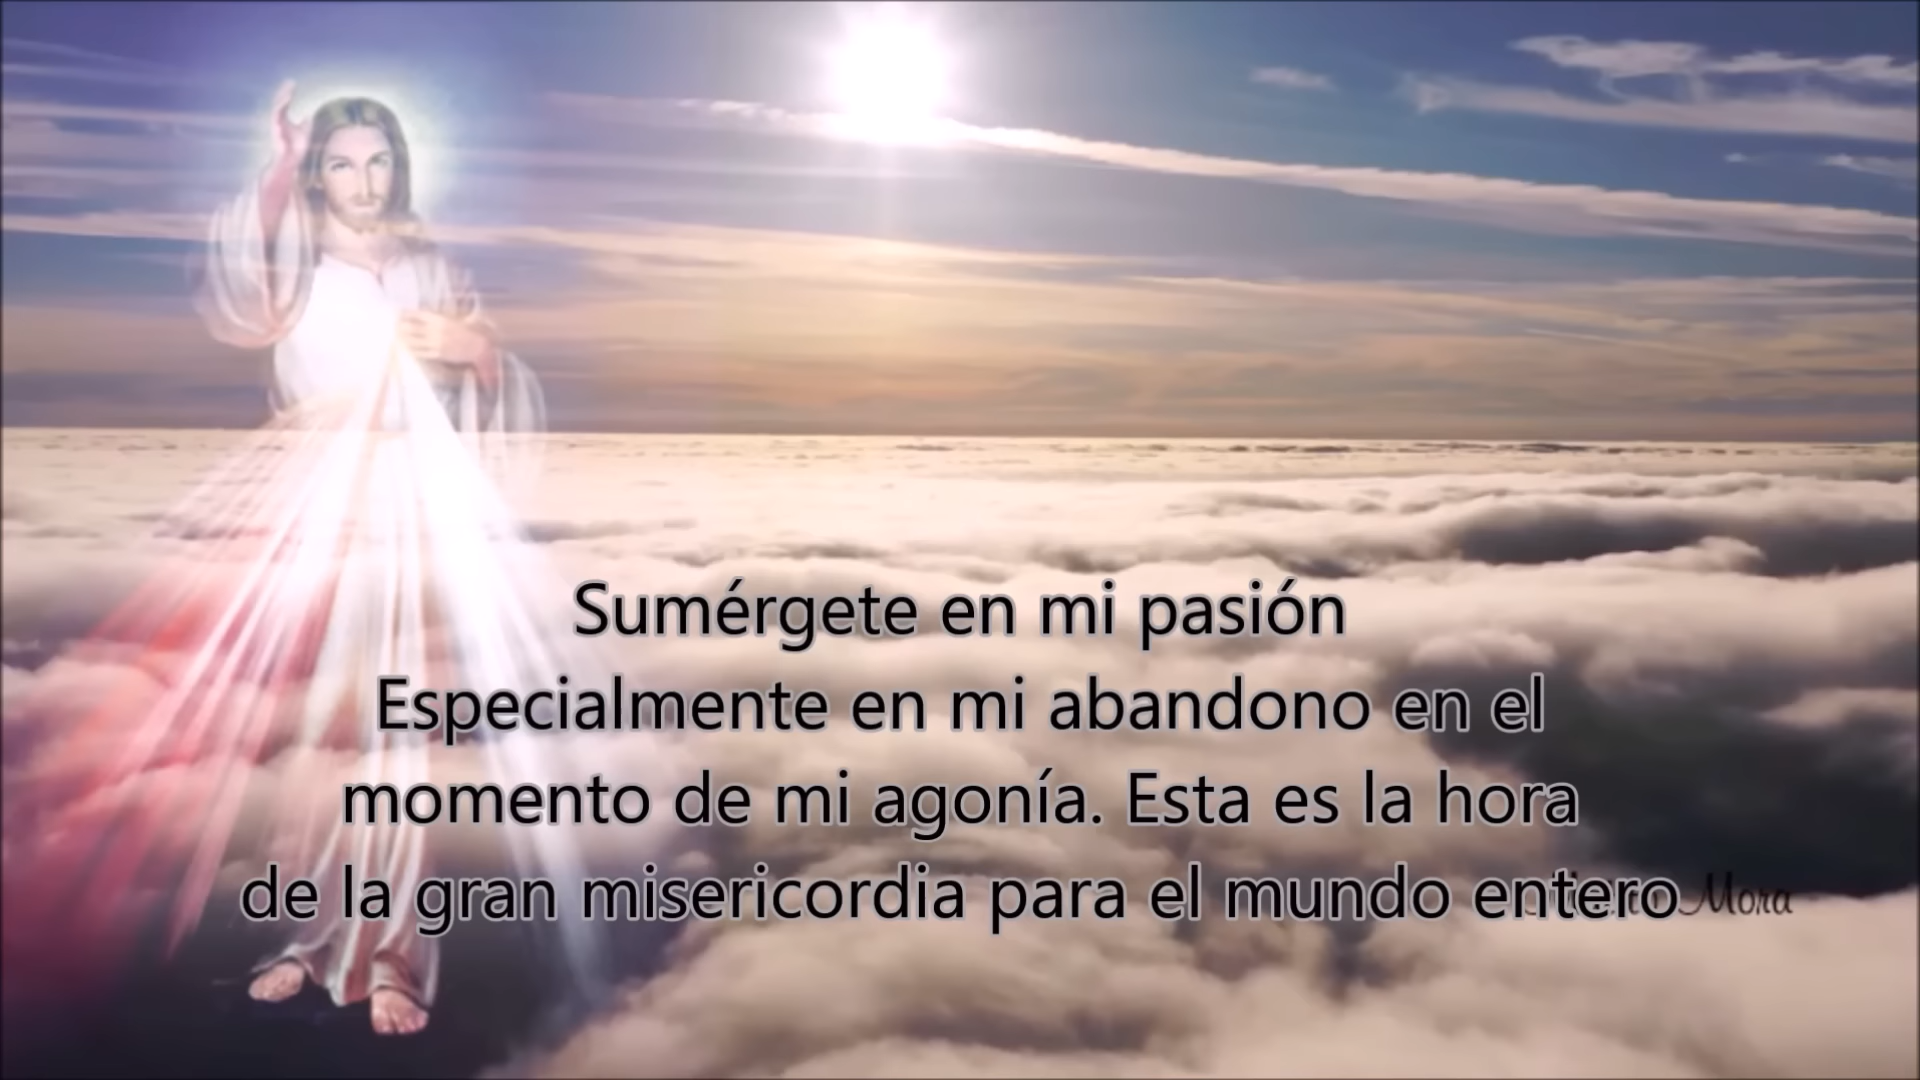 Sumérgete en mi pasión
Especialmente en mi abandono en el
momento de mi agonía. Esta es la hora
de la gran misericordia para el mundo entero
Mora